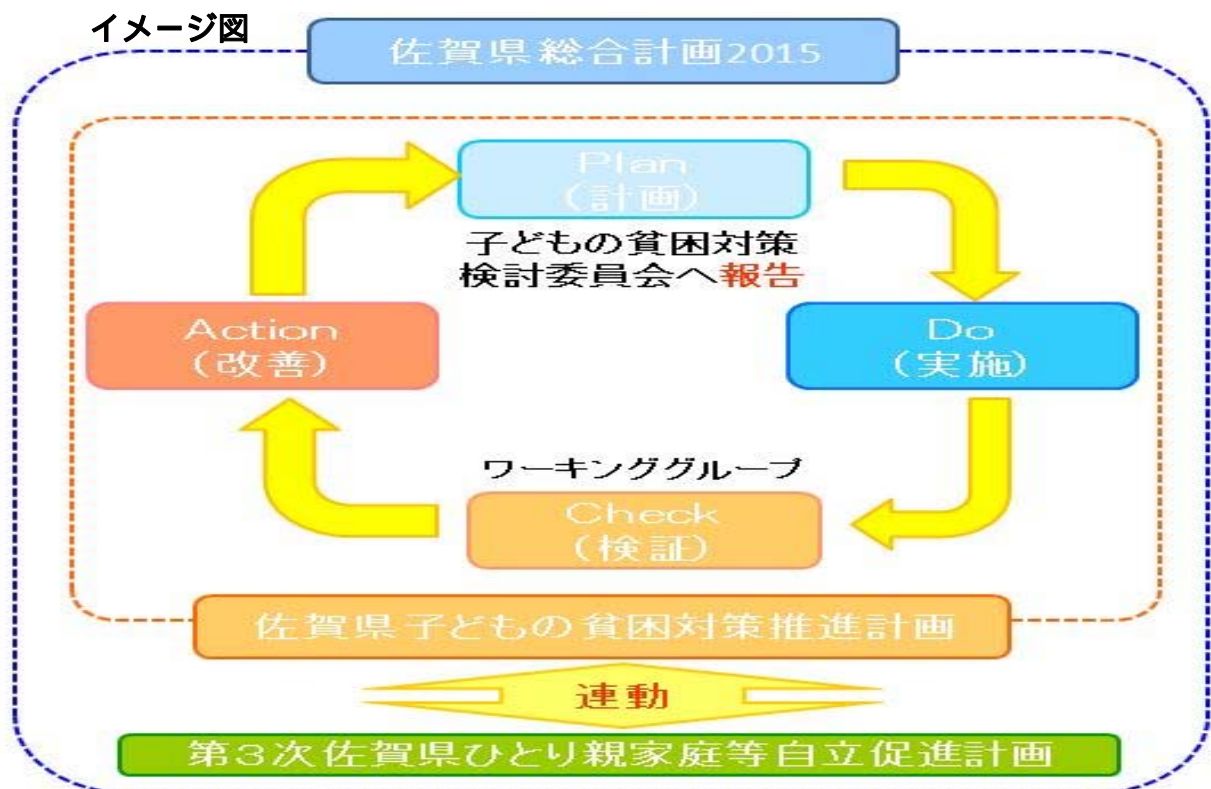 イメージ図
佐賀県総合計画2015
Plan
(計画)
子どもの貧困対策
検討委員会へ報告
Action
(改善)
Do
(実施)
ワーキンググループ
Check
(検証)
佐賀県子どもの貧困対策推進計画
連動
第3次佐賀県ひとり親家庭等自立促進計画